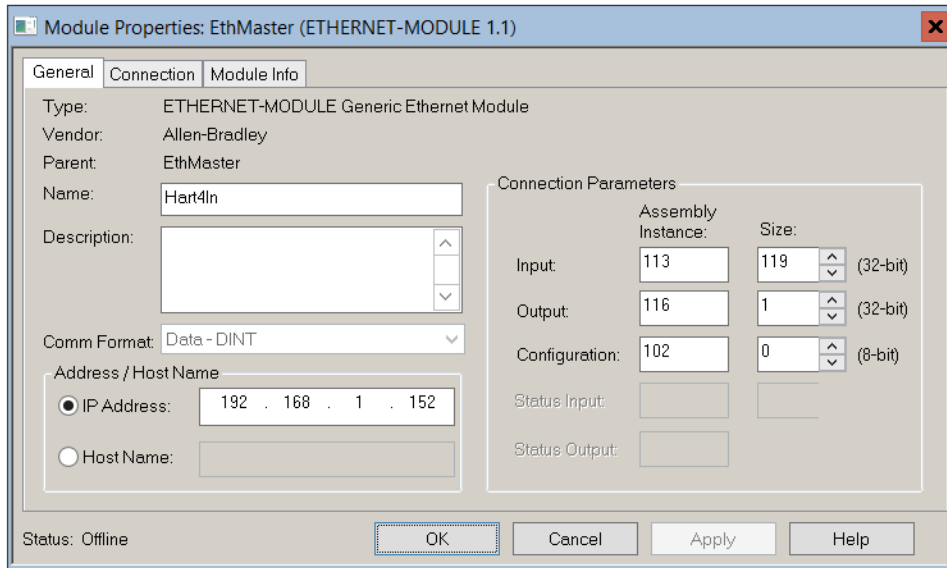 Module Properties: EthMaster (ETHERNET-MODULE 1.1)
General Connection Module Info
Type: ETHERNET-MODULE Generic Ethernet Module
Vendor: Allen-Bradley
Parent: EthMaster
Name: Hart4In
Description:
Comm Format: Data - DINT
Address / Host Name
IP Address: 192 . 168 . 1 . 152
Host Name:
Connection Parameters
Assembly Instance: Size:
Input: 113 119 (32-bit)
Output: 116 1 (32-bit)
Configuration: 102 0 (8-bit)
Status Input:
Status Output:
Status: Offline
OK Cancel Apply Help